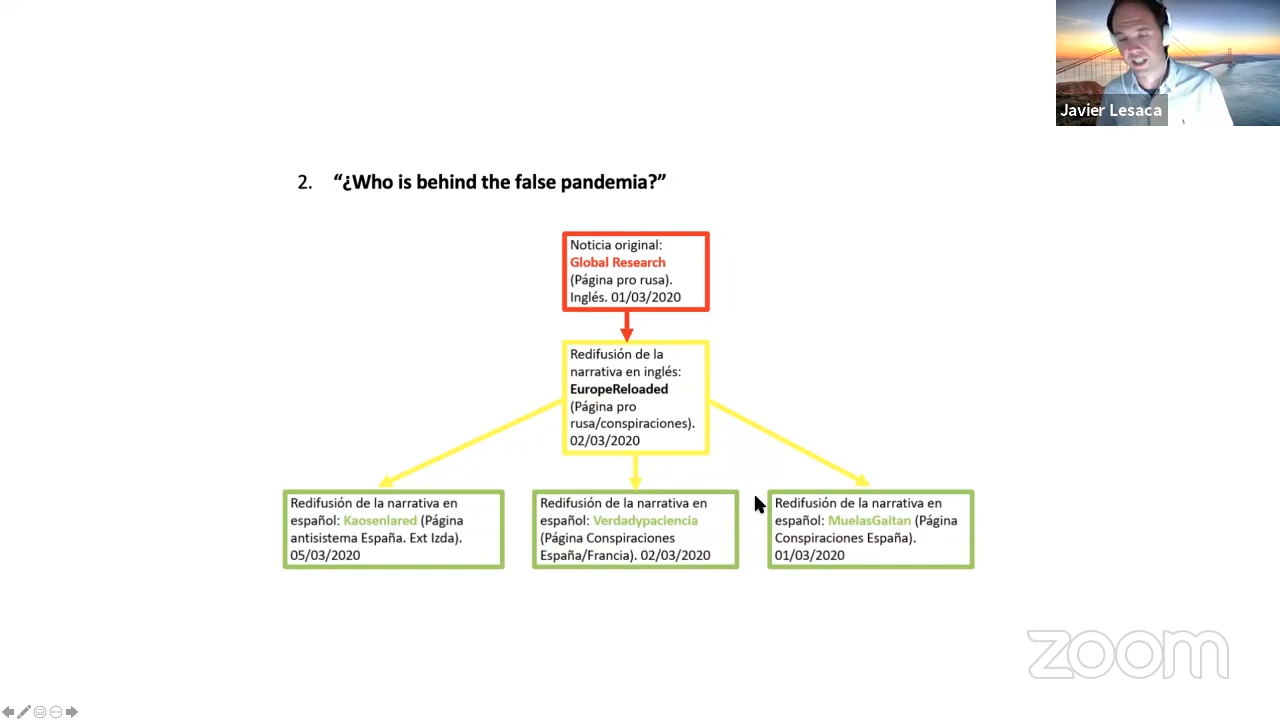 Javier Lesaca
2. “¿Who is behind the false pandemia?”
Noticia original:
Global Research
(Página pro rusa).
Inglés. 01/03/2020
Redifusión de la
narrativa en inglés:
EuropeReloaded
(Página pro
rusa/conspiraciones).
02/03/2020
Redifusión de la narrativa en
español: Kaosenlared (Página
antisistema España. Ext Izda).
05/03/2020
Redifusión de la narrativa en
español: Verdadypaciencia
(Página Conspiraciones
España/Francia). 02/03/2020
Redifusión de la narrativa en
español: MuelasGaitan (Página
Conspiraciones España).
01/03/2020
zoom